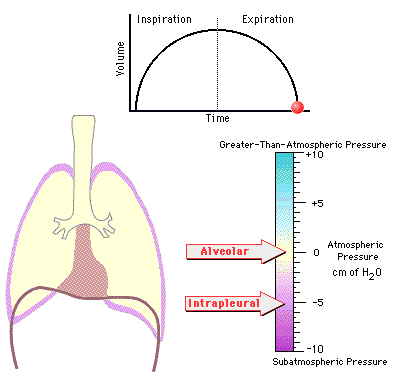 Inspiration
Expiration
Volume
Time
Greater-Than-Atmospheric Pressure
+10
+5
Alveolar
0
Atmospheric
Pressure
cm of H2O
Intrapleural
-5
-10
Subatmospheric Pressure